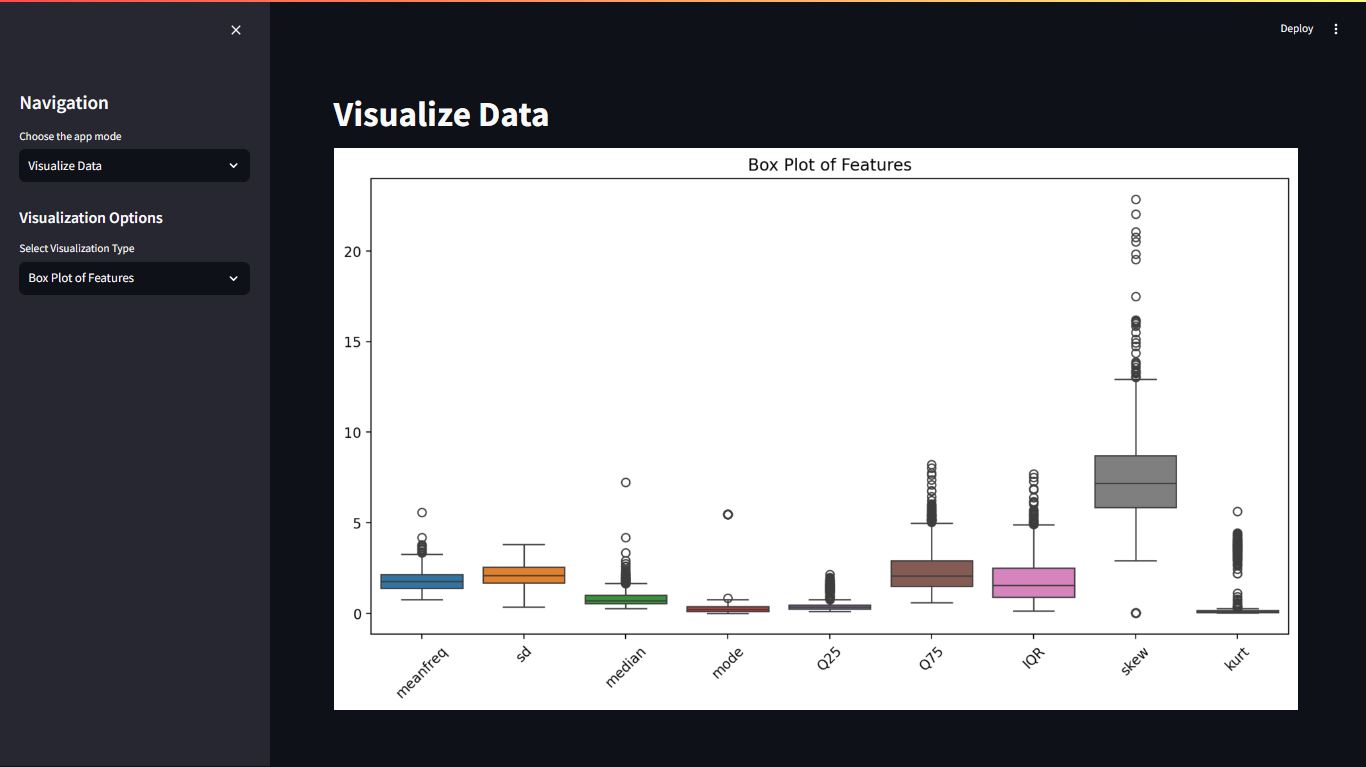 Deploy
Navigation
Choose the app mode
Visualize Data
Visualization Options
Select Visualization Type
Box Plot of Features
Visualize Data
Box Plot of Features
20
15
10
5
0
meanfreq
sd
median
mode
Q25
Q75
IQR
skew
kurt